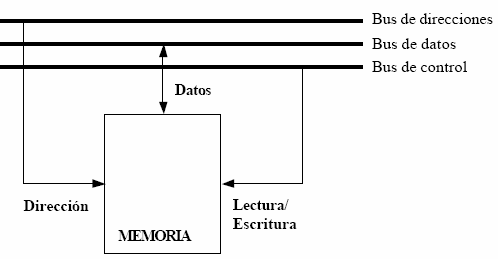 Bus de direcciones
Bus de datos
Bus de control
Datos
Dirección
Lectura/
Escritura
MEMORIA